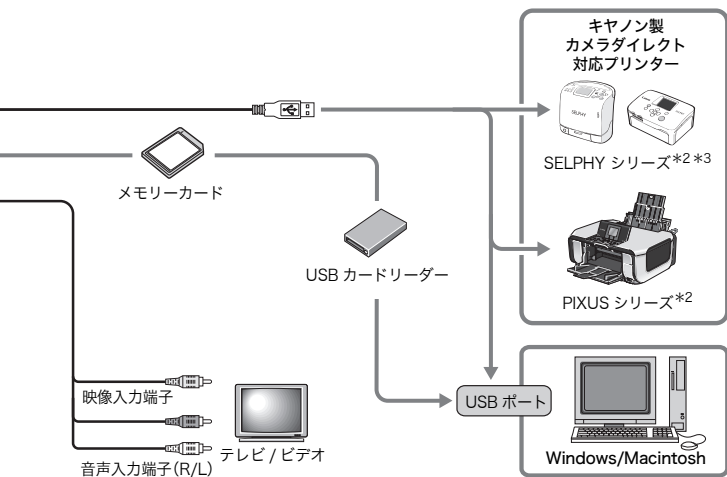 キヤノン製
カメラダイレクト
対応プリンター
SELPHY
SELPHY シリーズ*2 *3
メモリーカード
USB カードリーダー
PIXUS シリーズ*2
映像入力端子
USB ポート
テレビ / ビデオ
音声入力端子(R/L)
Windows/Macintosh